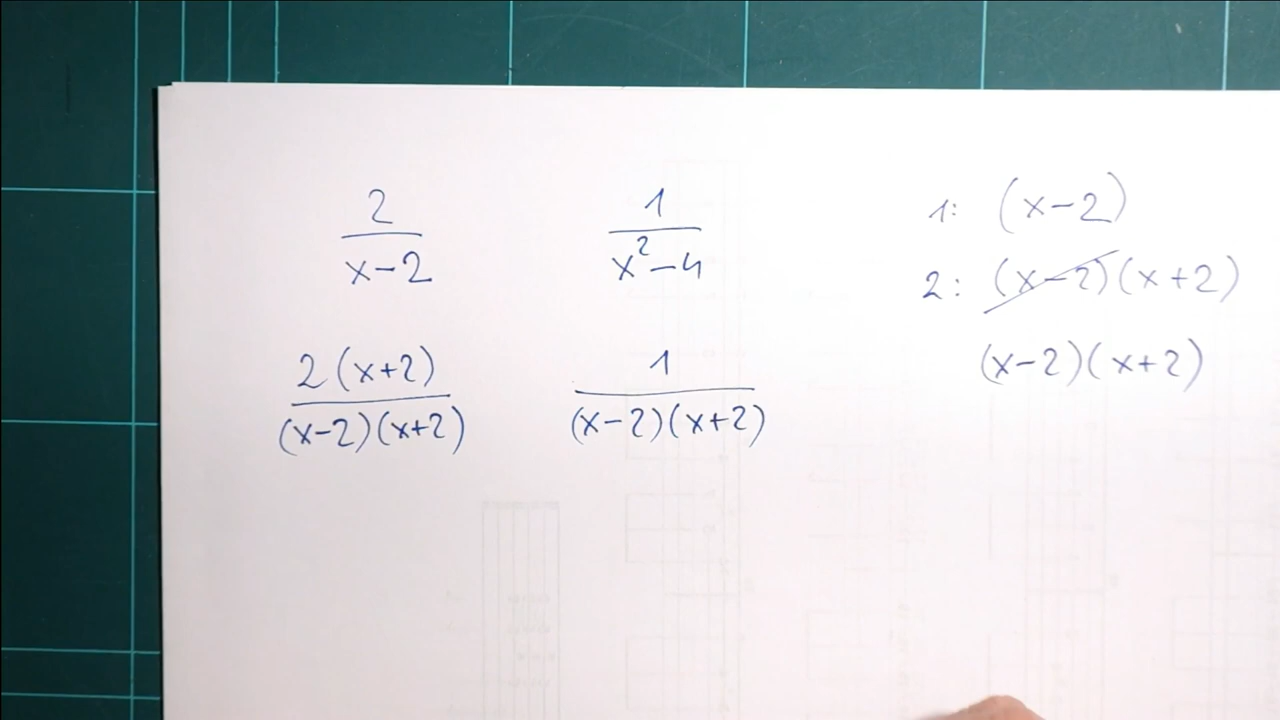 2/(x-2)
1/(x²-4)
2(x+2)/((x-2)(x+2))
1/((x-2)(x+2))
1: (x-2)
2: (x-2)(x+2)
(x-2)(x+2)